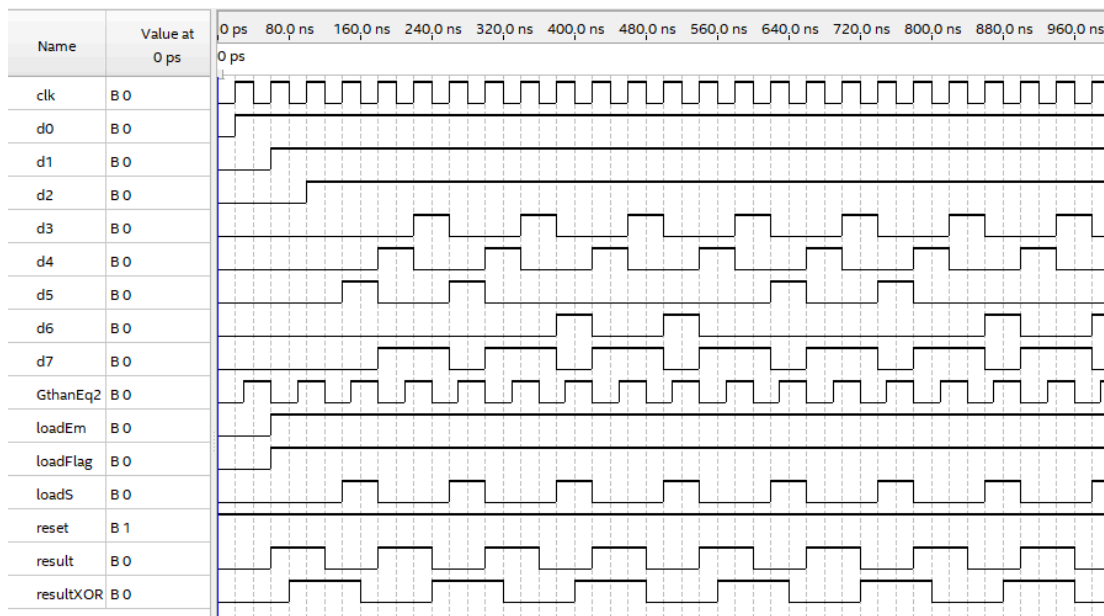 Name Value at 0 ps
0 ps 80.0 ns 160.0 ns 240.0 ns 320.0 ns 400.0 ns 480.0 ns 560.0 ns 640.0 ns 720.0 ns 800.0 ns 880.0 ns 960.0 ns
0 ps
clk B 0
d0 B 0
d1 B 0
d2 B 0
d3 B 0
d4 B 0
d5 B 0
d6 B 0
d7 B 0
GthanEq2 B 0
loadEm B 0
loadFlag B 0
loadS B 0
reset B 1
result B 0
resultXOR B 0